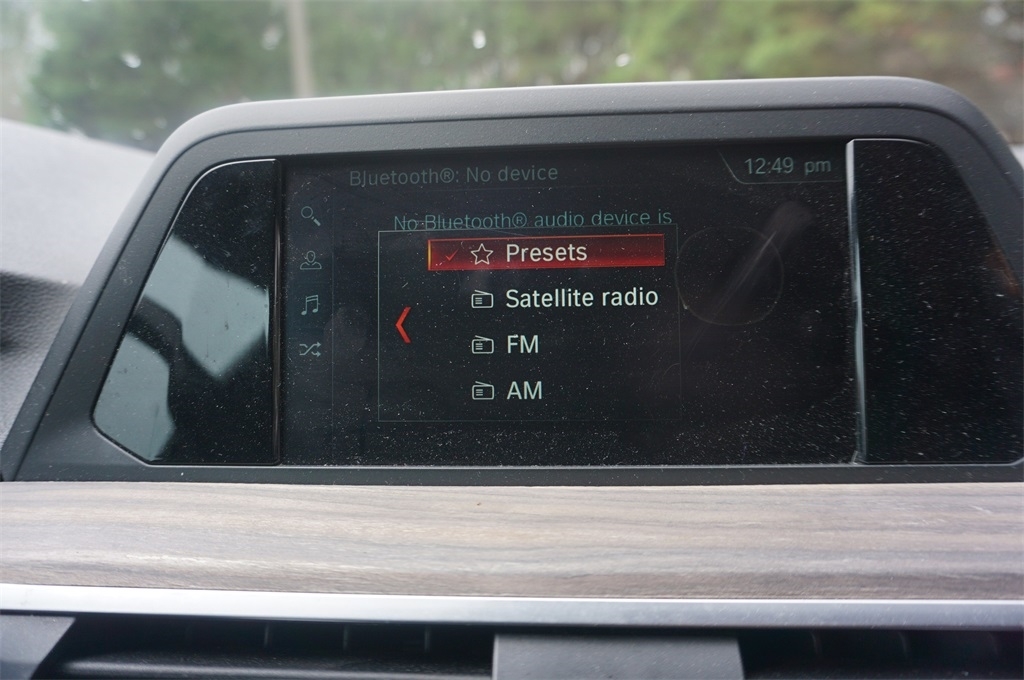 Bluetooth®: No device
12:49 pm
No Bluetooth® audio device is
Presets
Satellite radio
FM
AM